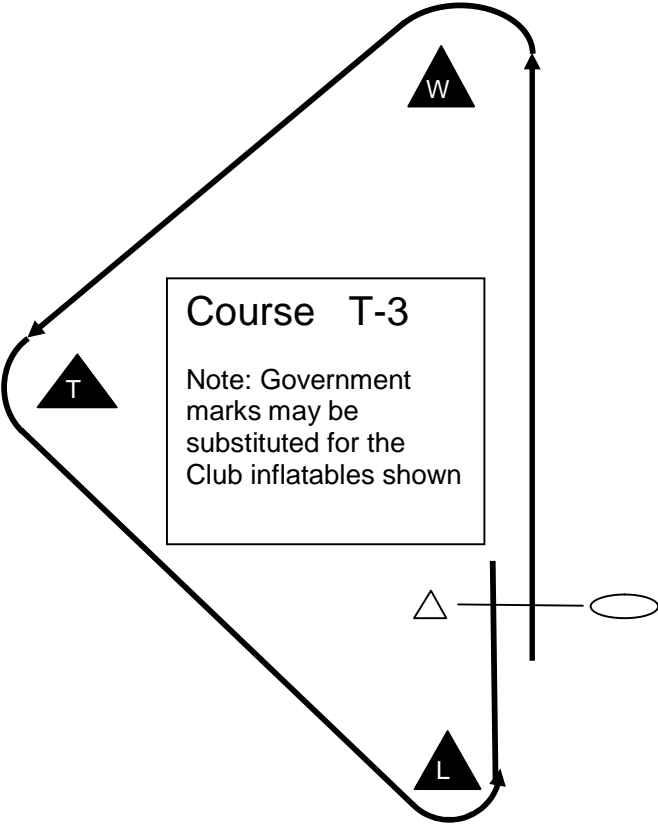 W
Course T-3
Note: Government
marks may be
substituted for the
Club inflatables shown
T
L